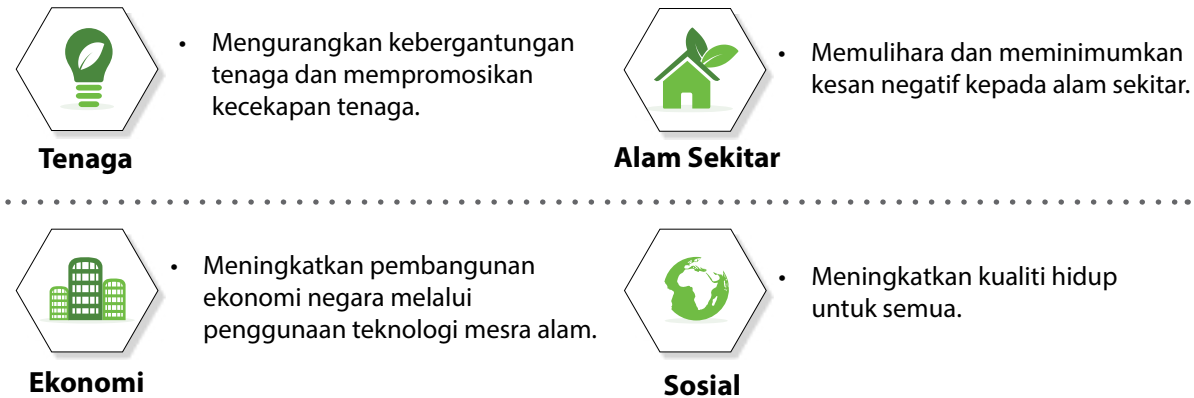 • Mengurangkan kebergantungan
tenaga dan mempromosikan
kecekapan tenaga.
Tenaga
• Memulihara dan meminimumkan
kesan negatif kepada alam sekitar.
Alam Sekitar
• Meningkatkan pembangunan
ekonomi negara melalui
penggunaan teknologi mesra alam.
Ekonomi
• Meningkatkan kualiti hidup
untuk semua.
Sosial